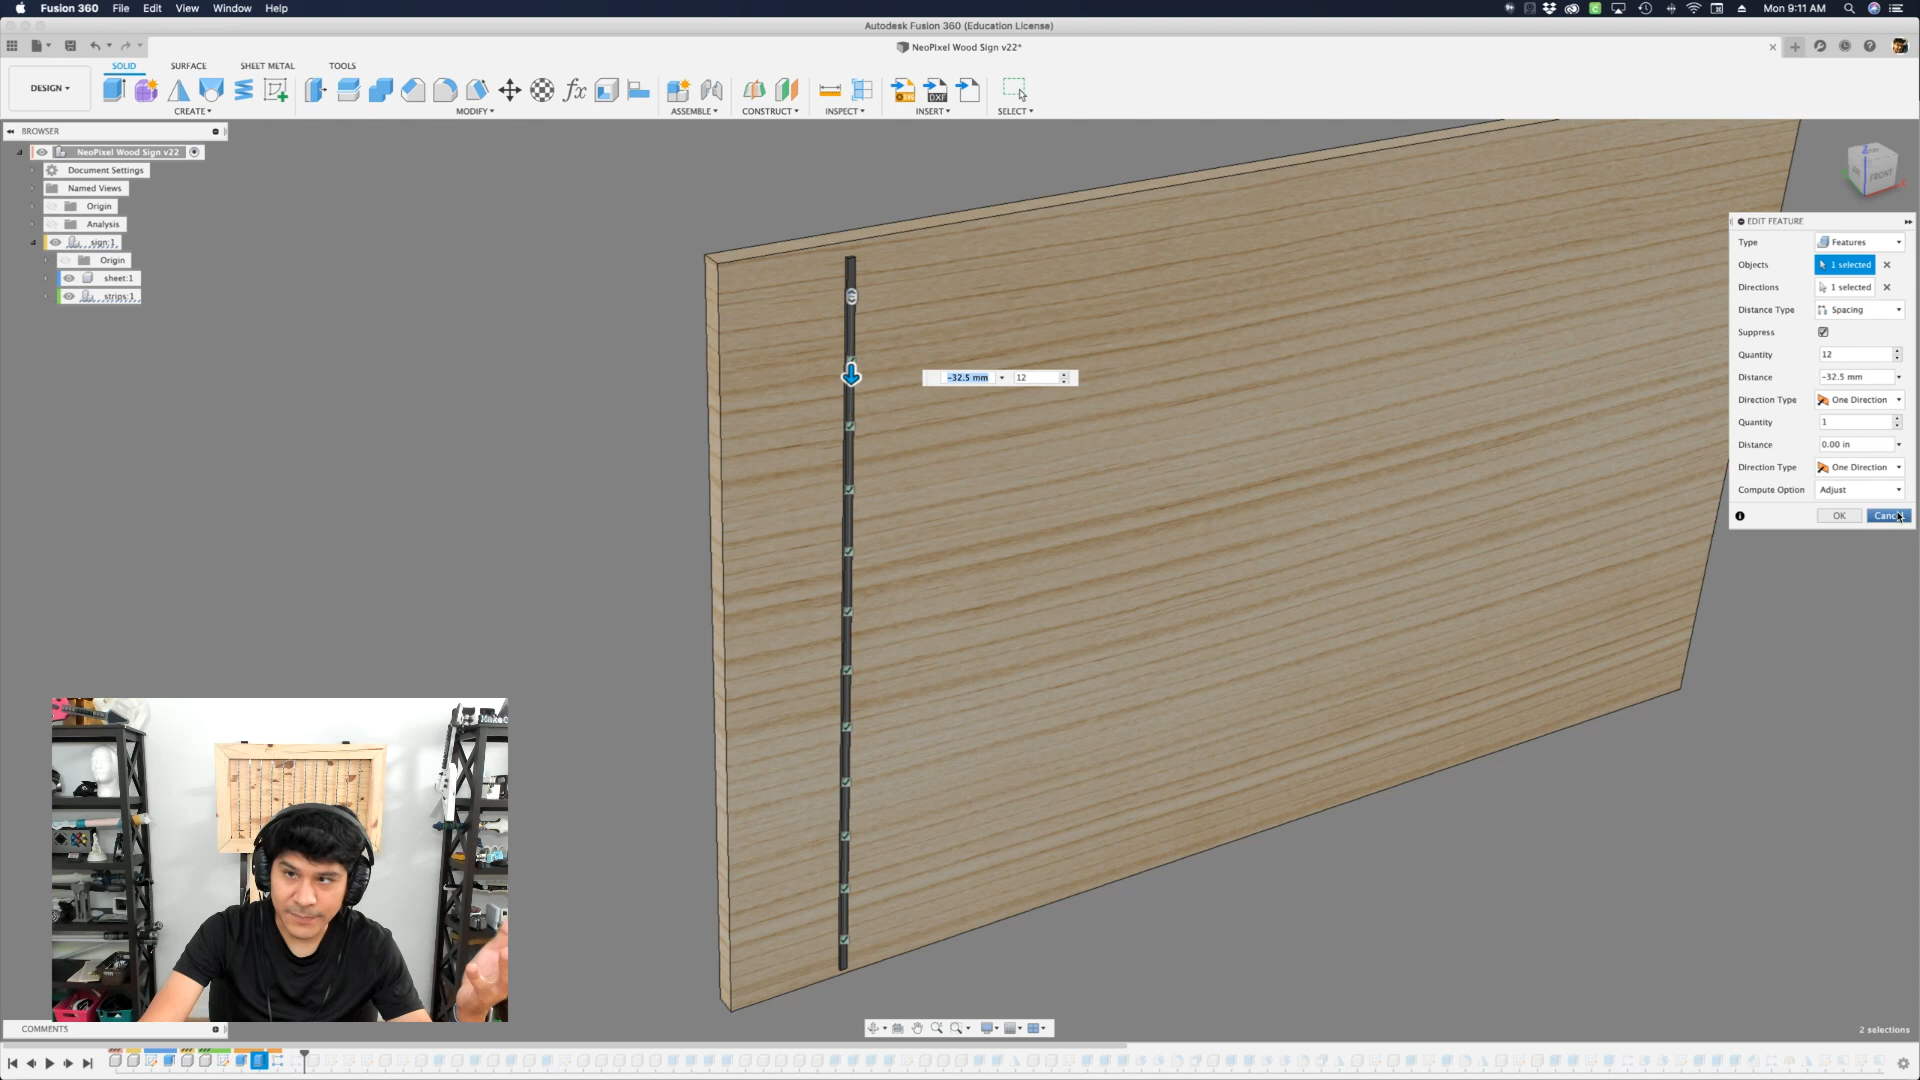 Fusion 360 File Edit View Window Help
Mon 9:11 AM
Autodesk Fusion 360 (Education License)
NeoPixel Wood Sign v22*
SOLID SURFACE SHEET METAL TOOLS
DESIGN
CREATE MODIFY ASSEMBLE CONSTRUCT INSPECT INSERT SELECT
BROWSER
NeoPixel Wood Sign v22
Document Settings
Named Views
Origin
Analysis
sign:1
Origin
sheet:1
strips:1
FRONT
EDIT FEATURE
Type Features
Objects 1 selected
Directions 1 selected
Distance Type Spacing
Suppress
Quantity 12
Distance -32.5 mm
Direction Type One Direction
Quantity 1
Distance 0.00 in
Direction Type One Direction
Compute Option Adjust
OK
-32.5 mm 12
COMMENTS
2 selections